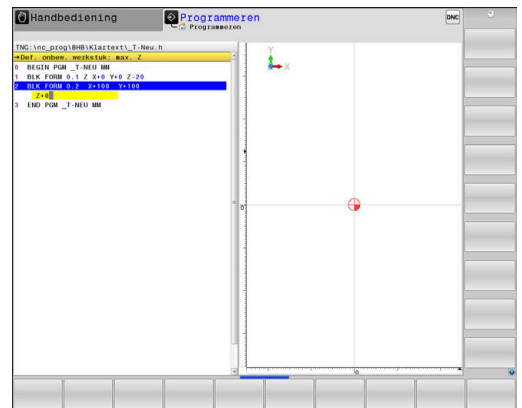 Handbediening
Programmeren
Programmeren
DNC
TNC:\nc_prog\BHB\Klartext\_T-Neu.h
→Def. onbew. werkstuk: max. Z
0 BEGIN PGM _T-NEU MM
1 BLK FORM 0.1 Z X+0 Y+0 Z-20
2 BLK FORM 0.2 X+100 Y+100
Z+0
3 END PGM _T-NEU MM
Y
X
0
0